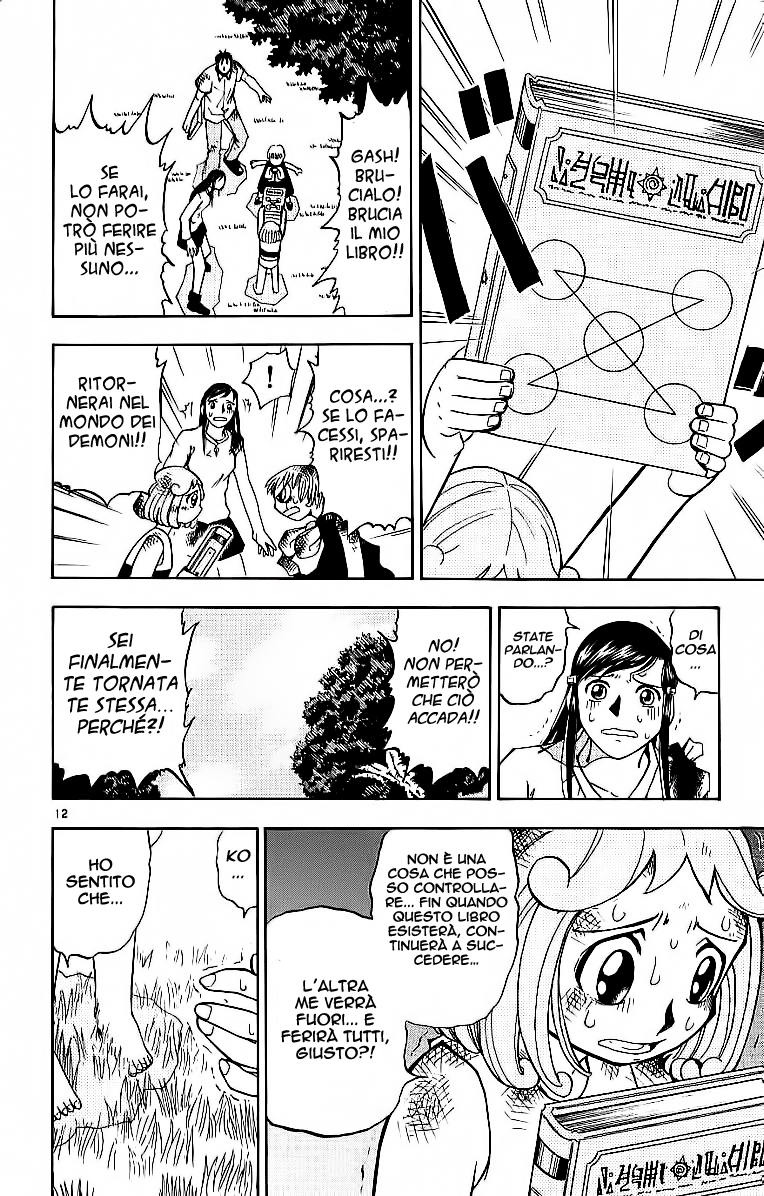 GASH!
BRU-
CIALO!
BRUCIA
IL MIO
LIBRO!!
SE
LO FARAI,
NON PO-
TRÒ FERIRE
PIÙ NES-
SUNO...
COSA...?
SE LO FA-
CESSI, SPA-
RIRESTI!!
!
RITOR-
NERAI NEL
MONDO DEI
DEMONI!!
DI
COSA
...
STATE
PARLAN-
DO...?
NO!
NON PER-
METTERÒ
CHE CIÒ
ACCADA!!
SEI
FINALMEN-
TE TORNATA
TE STESSA...
PERCHÉ?!
12
NON È UNA
COSA CHE POS-
SO CONTROLLA-
RE... FIN QUANDO
QUESTO LIBRO
ESISTERÀ, CON-
TINUERÀ A SUC-
CEDERE...
L'ALTRA
ME VERRÀ
FUORI... E
FERIRÀ TUTTI,
GIUSTO?!
KO
...
HO
SENTITO
CHE...